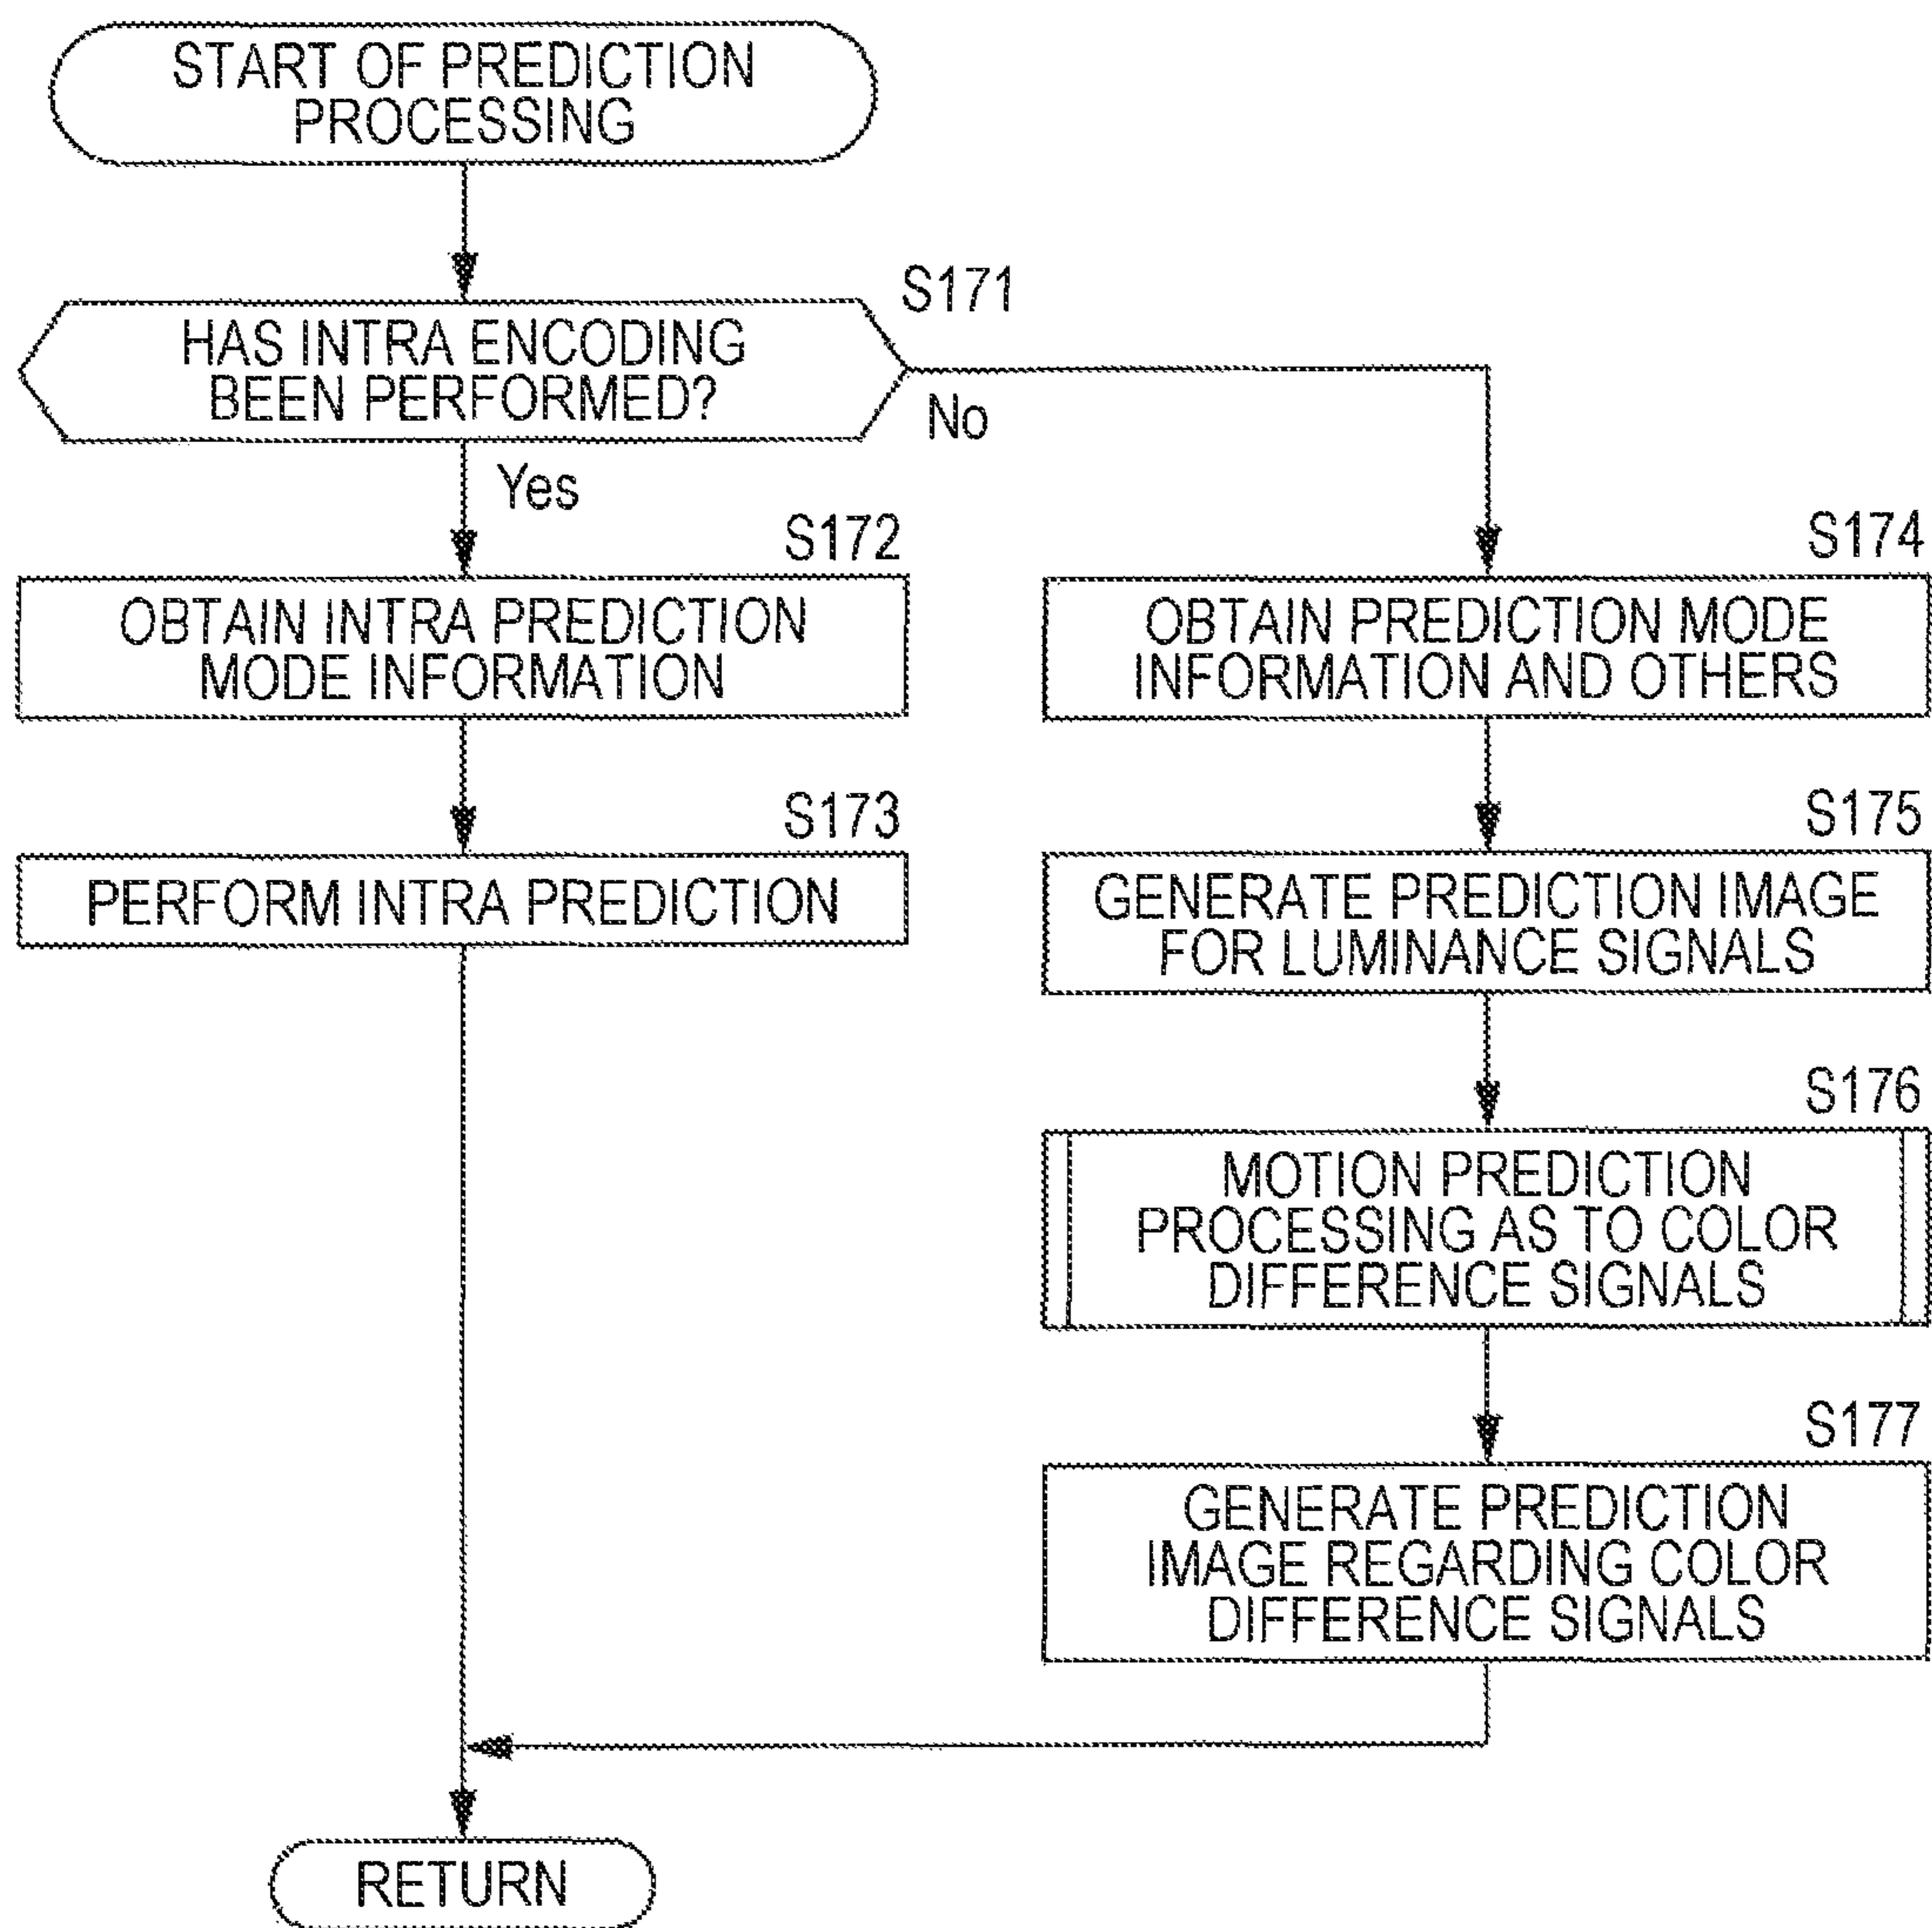 START OF PREDICTION
PROCESSING
S171
HAS INTRA ENCODING
BEEN PERFORMED?
No
Yes
S172
OBTAIN INTRA PREDICTION
MODE INFORMATION
S173
PERFORM INTRA PREDICTION
S174
OBTAIN PREDICTION MODE
INFORMATION AND OTHERS
S175
GENERATE PREDICTION IMAGE
FOR LUMINANCE SIGNALS
S176
MOTION PREDICTION
PROCESSING AS TO COLOR
DIFFERENCE SIGNALS
S177
GENERATE PREDICTION
IMAGE REGARDING COLOR
DIFFERENCE SIGNALS
RETURN